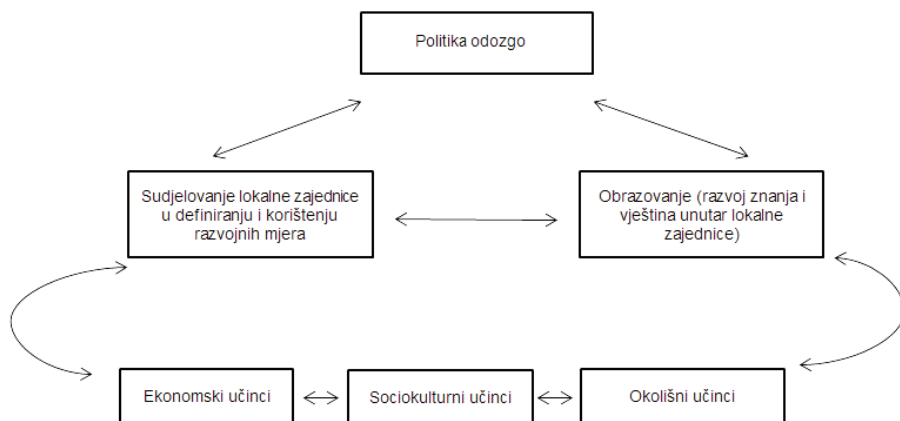 Politika odozgo
Sudjelovanje lokalne zajednice
u definiranju i korištenju
razvojnih mjera
Obrazovanje (razvoj znanja i
vještina unutar lokalne
zajednice)
Ekonomski učinci
Sociokulturni učinci
Okolišni učinci